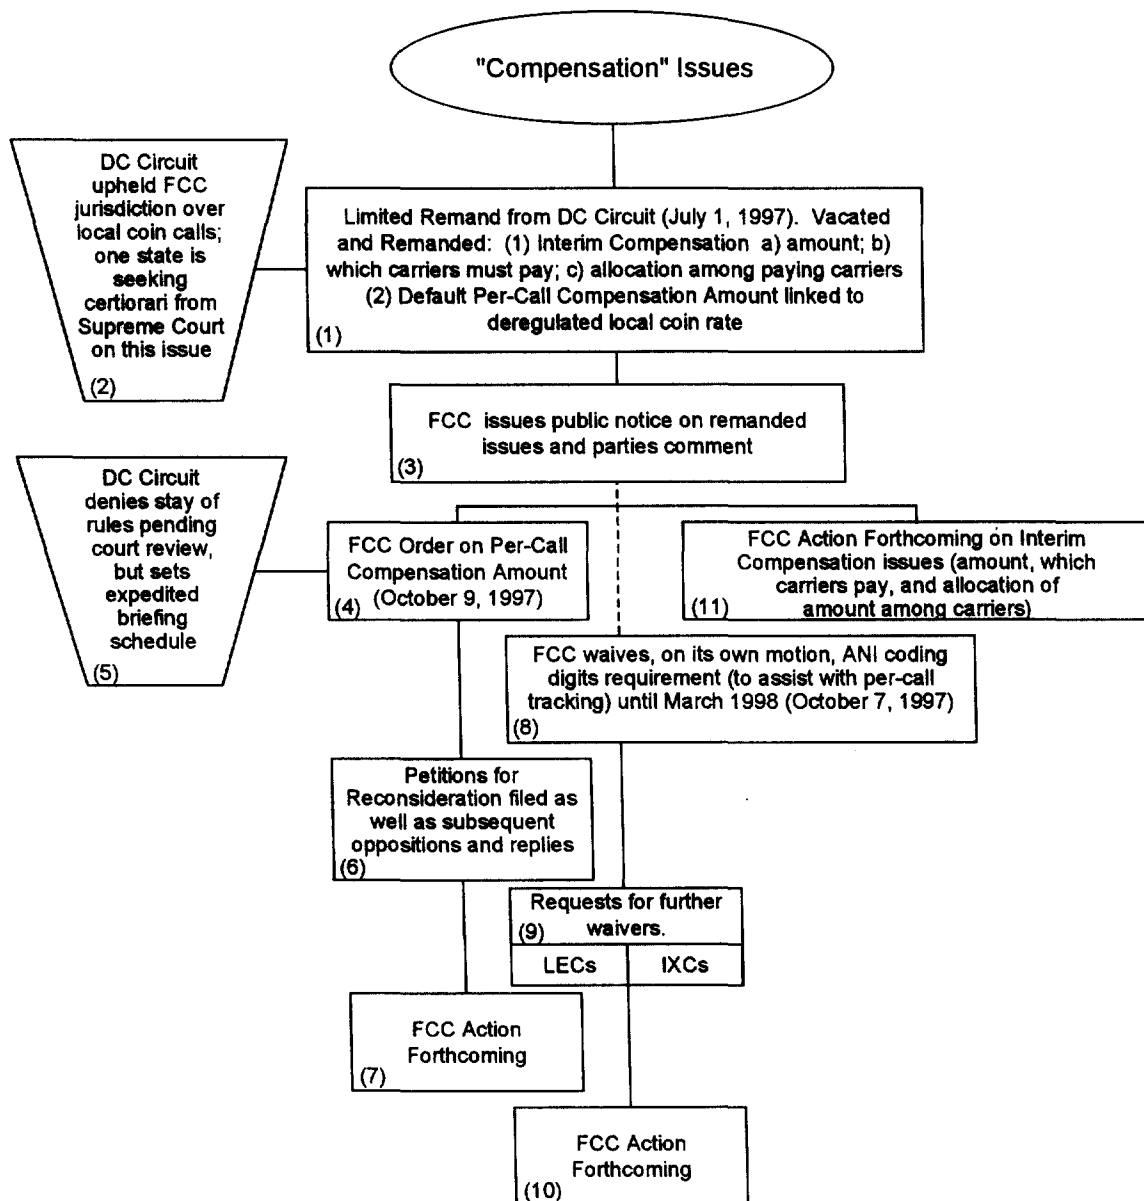 "Compensation" Issues
DC Circuit
upheld FCC
jurisdiction over
local coin calls;
one state is
seeking
certiorari from
Supreme Court
on this issue
(2)
Limited Remand from DC Circuit (July 1, 1997). Vacated
and Remanded: (1) Interim Compensation a) amount; b)
which carriers must pay; c) allocation among paying carriers
(2) Default Per-Call Compensation Amount linked to
deregulated local coin rate
(1)
FCC issues public notice on remanded
issues and parties comment
(3)
DC Circuit
denies stay of
rules pending
court review,
but sets
expedited
briefing
schedule
(5)
FCC Order on Per-Call
Compensation Amount
(October 9, 1997)
(4)
FCC Action Forthcoming on Interim
Compensation issues (amount, which
carriers pay, and allocation of
amount among carriers)
(11)
FCC waives, on its own motion, ANI coding
digits requirement (to assist with per-call
tracking) until March 1998 (October 7, 1997)
(8)
Petitions for
Reconsideration filed as
well as subsequent
oppositions and replies
(6)
Requests for further
waivers.
(9)
LECs IXCs
FCC Action
Forthcoming
(7)
FCC Action
Forthcoming
(10)